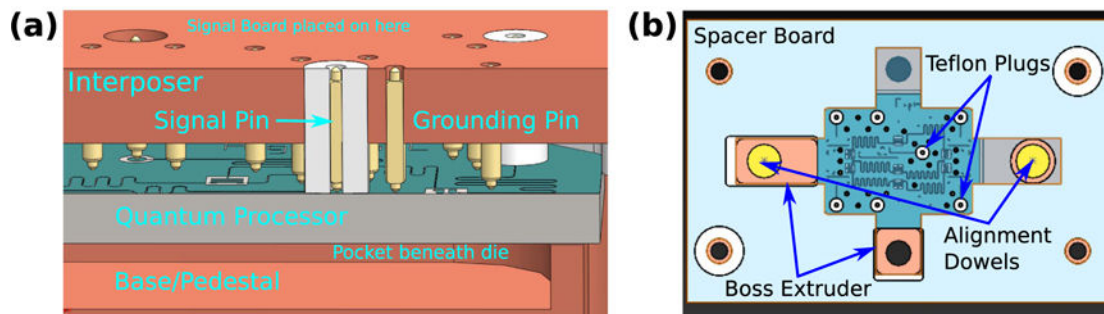 (a)
Signal Board placed on here
Interposer
Signal Pin
Grounding Pin
Quantum Processor
Pocket beneath die
Base/Pedestal
(b)
Spacer Board
Teflon Plugs
Alignment
Dowels
Boss Extruder